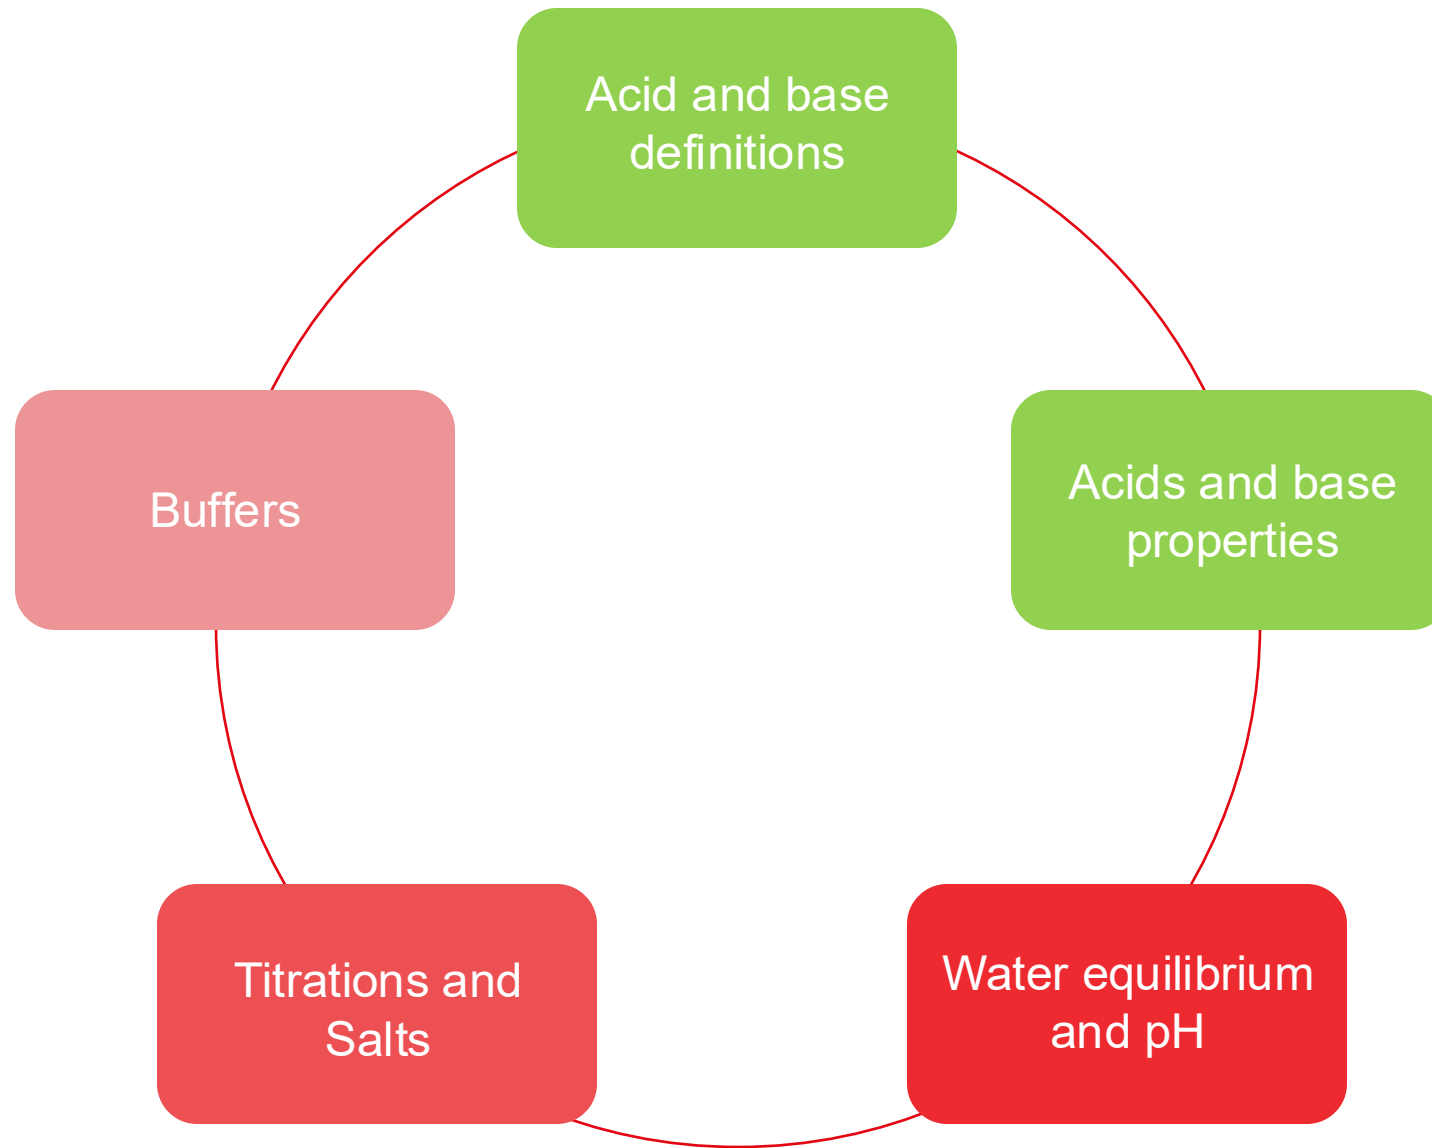 Acid and base
definitions
Acids and base
properties
Water equilibrium
and pH
Titrations and
Salts
Buffers